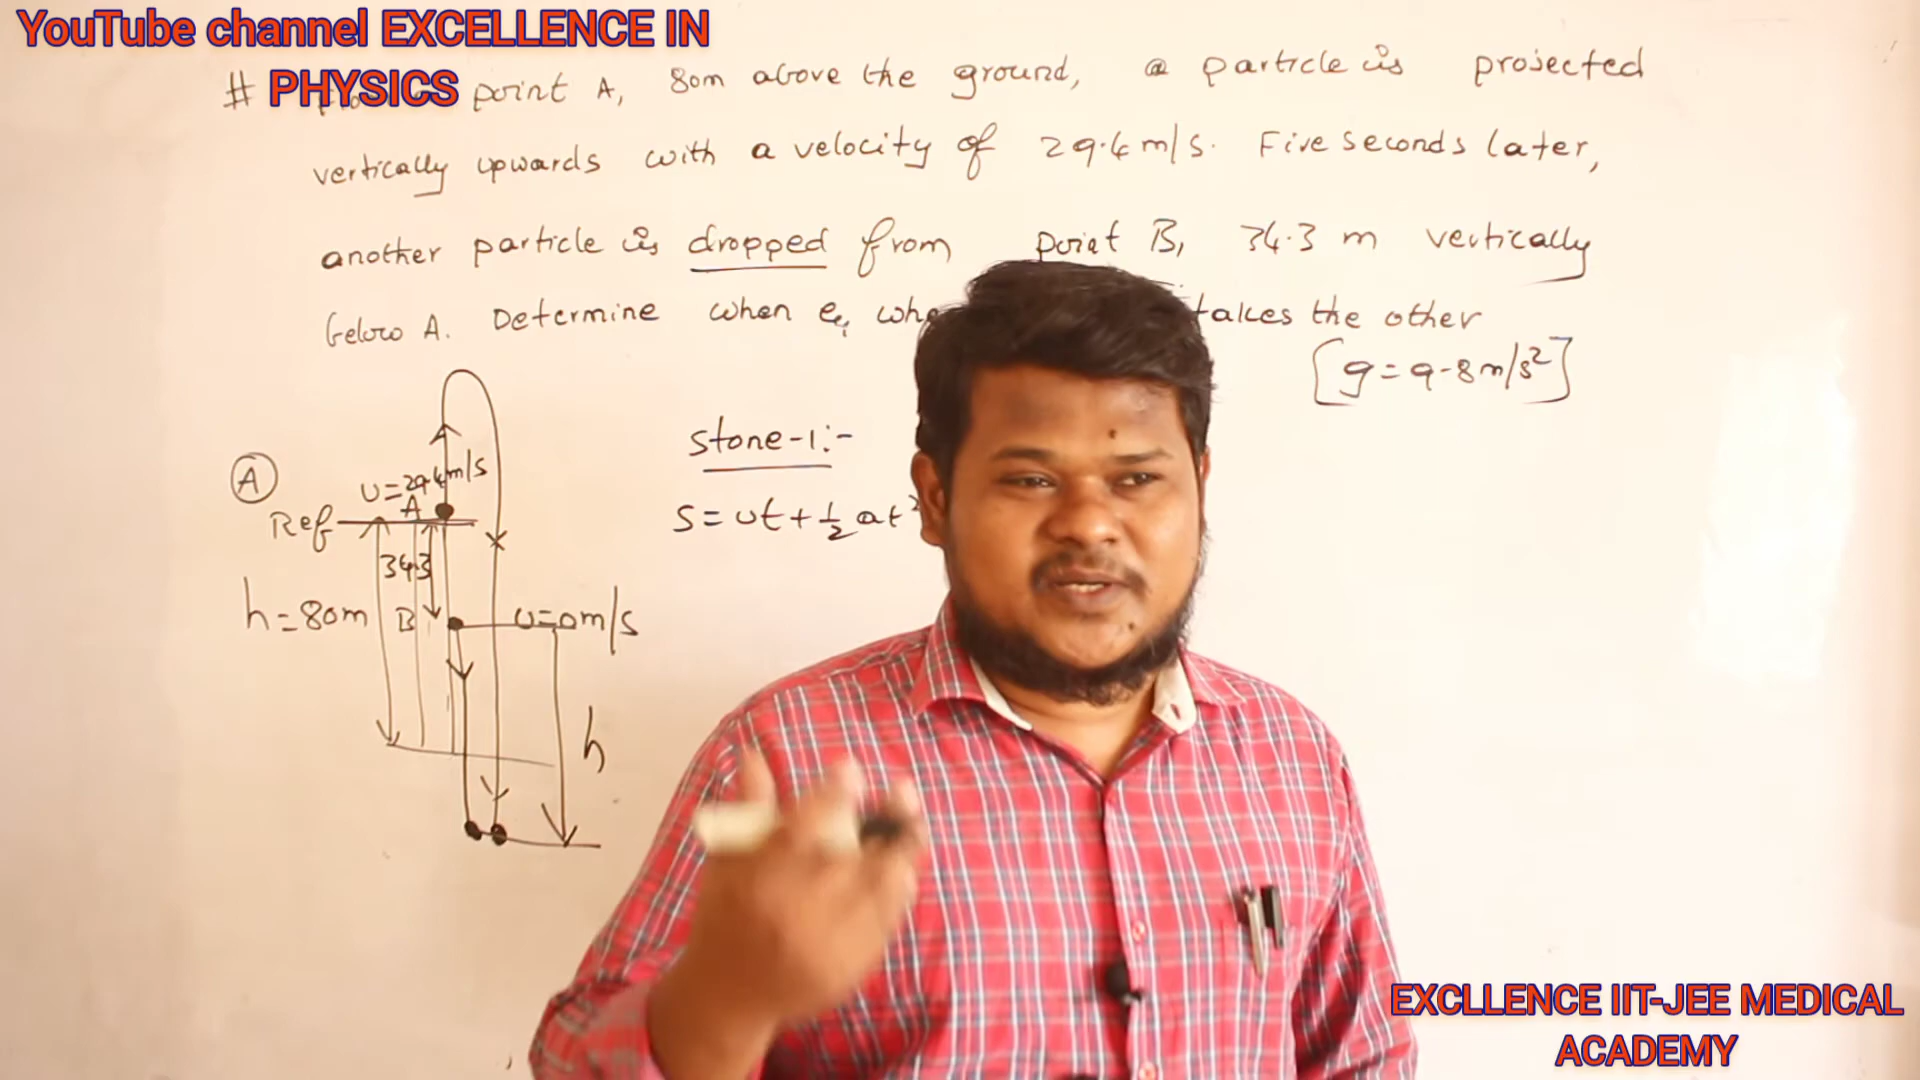 YouTube channel EXCELLENCE IN
PHYSICS
# point A, 80m above the ground, a particle is projected
vertically upwards with a velocity of 29.4 m/s. Five seconds later,
another particle is dropped from point B, 34.3 m vertically
below A. Determine when & takes the other
[g = 9.8m/s²]
Stone-1:-
S = ut + ½ at²
A
u = 29.4 m/s
A
Ref
34.3
h = 80m
B
u = 0 m/s
h
EXCLLENCE IIT-JEE MEDICAL
ACADEMY